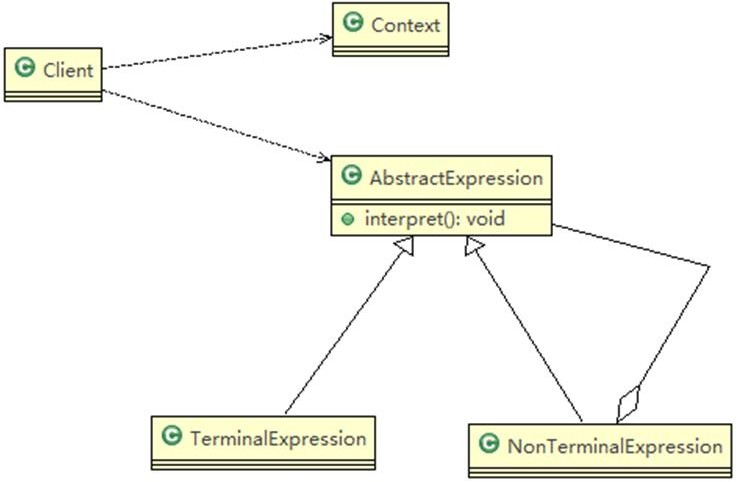 Context
Client
AbstractExpression
interpret(): void
TerminalExpression
NonTerminalExpression